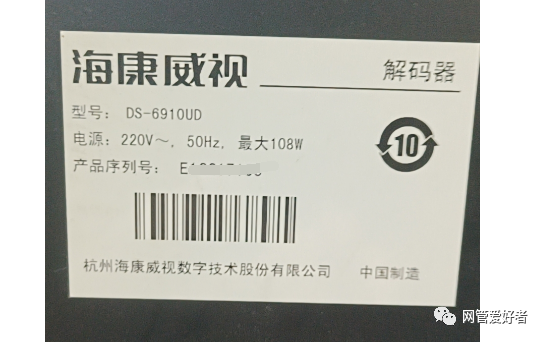 海康威视
解码器
型号： DS-6910UD
电源：220V～, 50Hz, 最大108W
10
产品序列号：
杭州海康威视数字技术股份有限公司 中国制造
网管爱好者